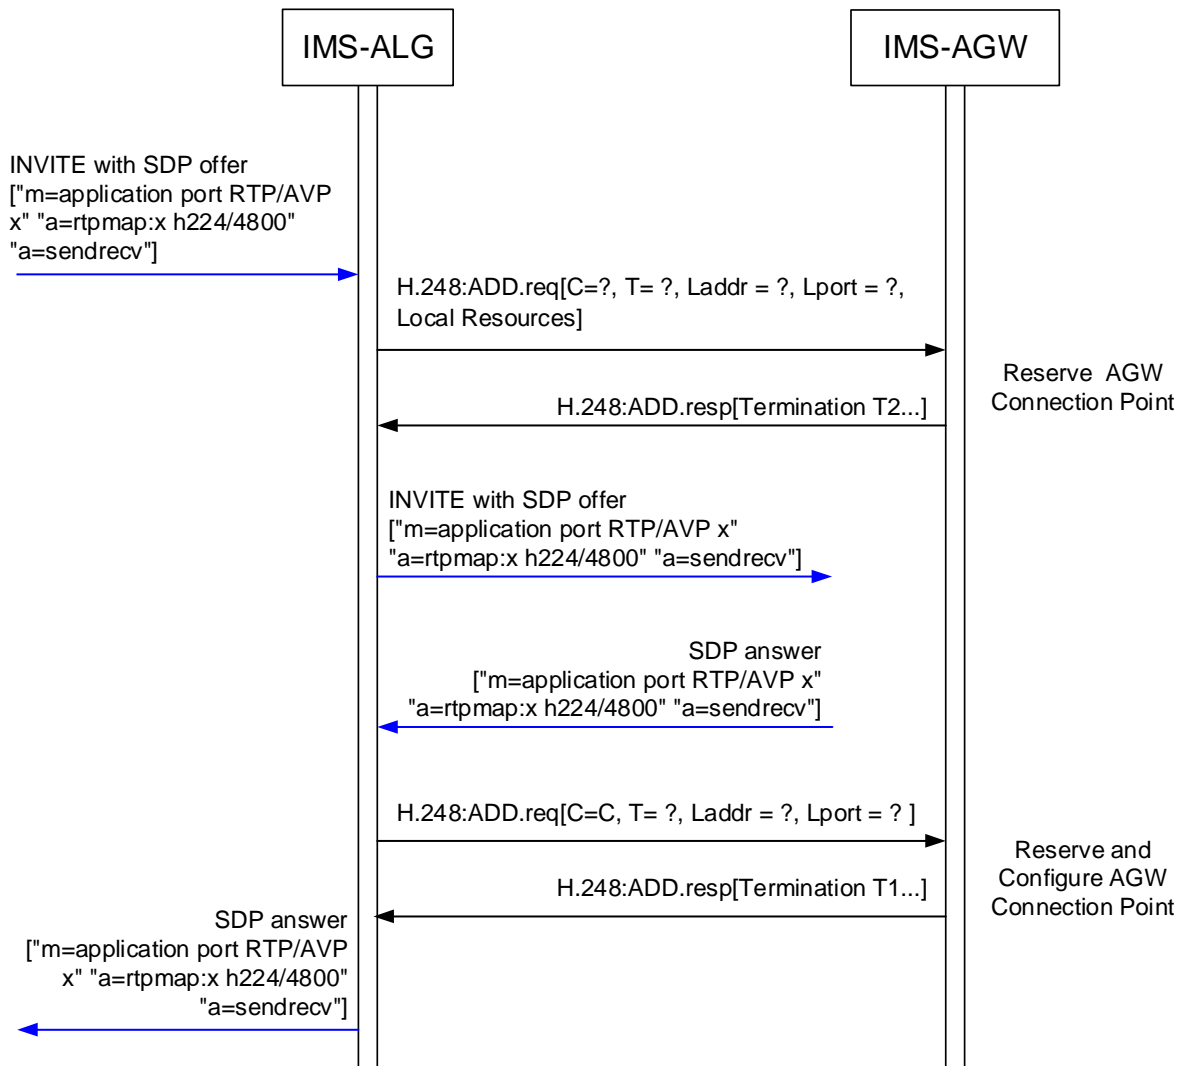 IMS-ALG
IMS-AGW
INVITE with SDP offer
["m=application port RTP/AVP
x" "a=rtpmap:x h224/4800"
"a=sendrecv"]
H.248:ADD.req[C=?, T= ?, Laddr = ?, Lport = ?,
Local Resources]
Reserve AGW
Connection Point
H.248:ADD.resp[Termination T2...]
INVITE with SDP offer
["m=application port RTP/AVP x"
"a=rtpmap:x h224/4800" "a=sendrecv"]
SDP answer
["m=application port RTP/AVP x"
"a=rtpmap:x h224/4800" "a=sendrecv"]
H.248:ADD.req[C=C, T= ?, Laddr = ?, Lport = ? ]
Reserve and
Configure AGW
Connection Point
H.248:ADD.resp[Termination T1...]
SDP answer
["m=application port RTP/AVP
x" "a=rtpmap:x h224/4800"
"a=sendrecv"]